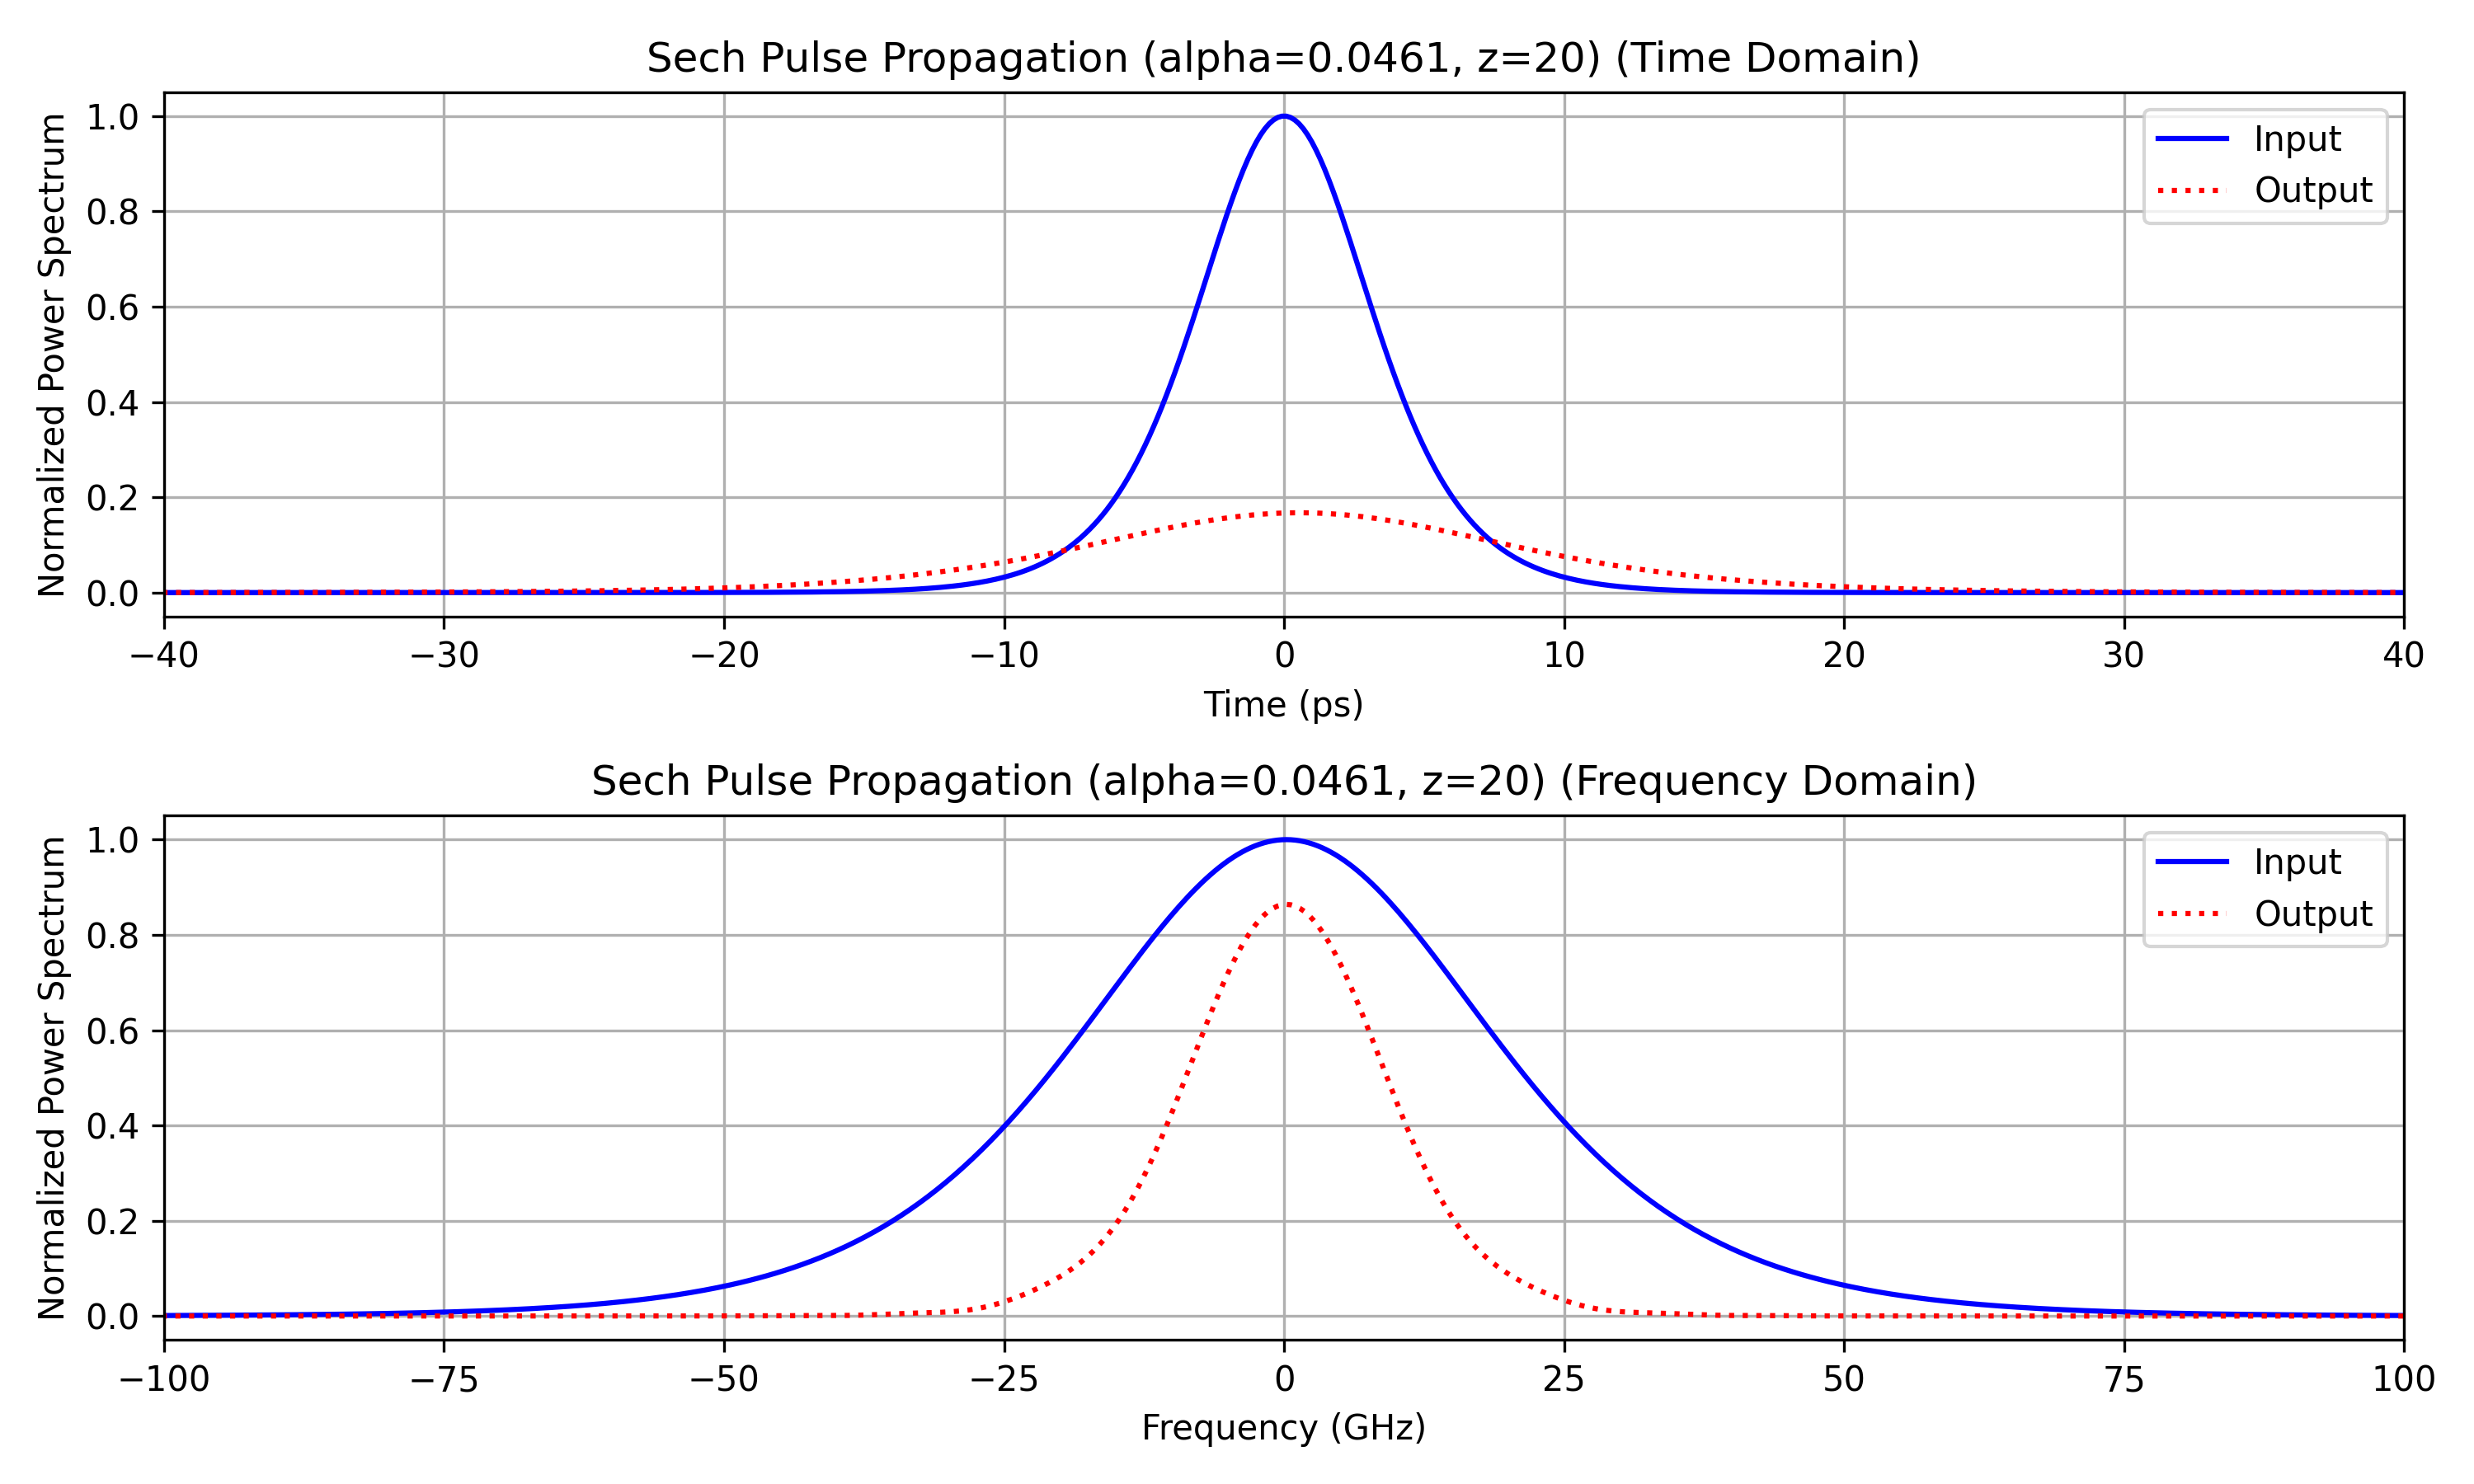 Sech Pulse Propagation (alpha=0.0461, z=20) (Time Domain)
Normalized Power Spectrum
1.0
0.8
0.6
0.4
0.2
0.0
Input
Output
−40 −30 −20 −10 0 10 20 30 40
Time (ps)
Sech Pulse Propagation (alpha=0.0461, z=20) (Frequency Domain)
Normalized Power Spectrum
1.0
0.8
0.6
0.4
0.2
0.0
Input
Output
−100 −75 −50 −25 0 25 50 75 100
Frequency (GHz)